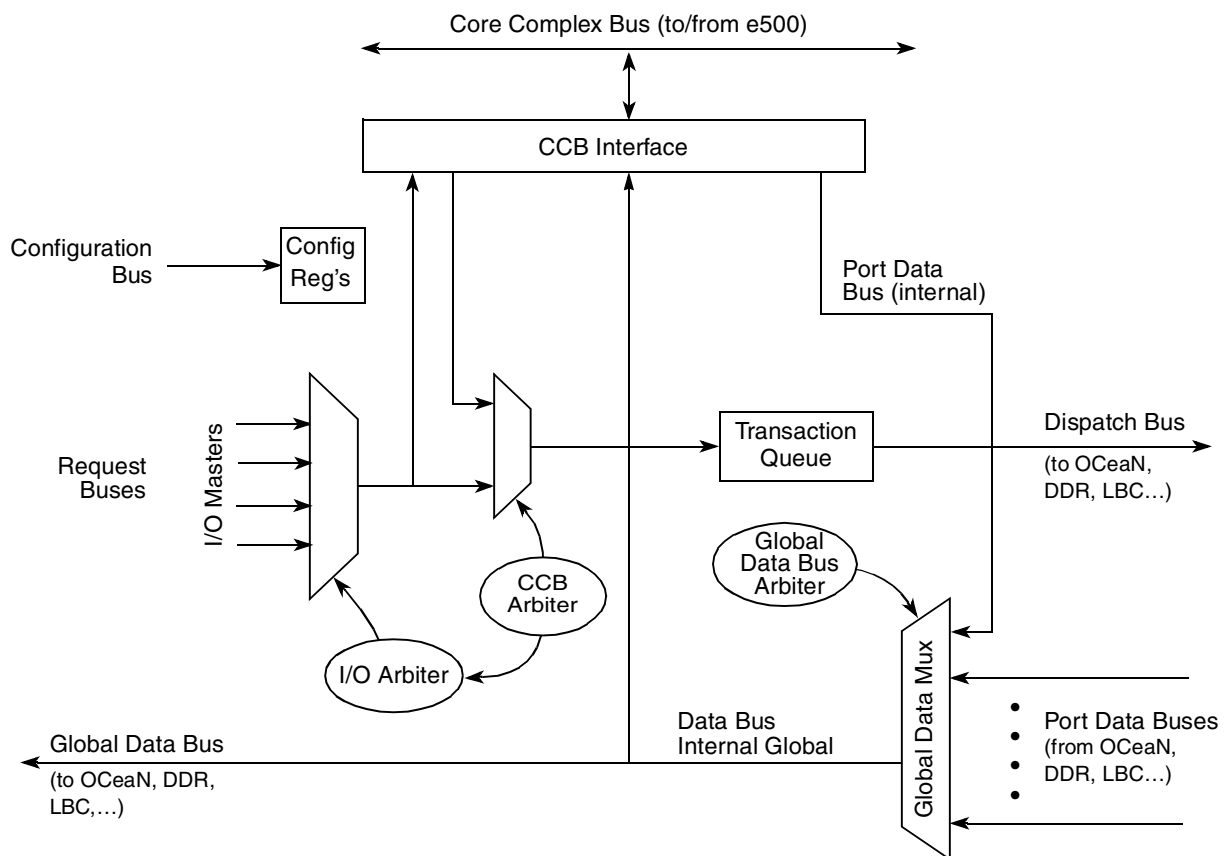 Core Complex Bus (to/from e500)
CCB Interface
Configuration
Bus
Config
Reg's
Port Data
Bus (internal)
Request
Buses
I/O Masters
Transaction
Queue
Dispatch Bus
(to OCeaN,
DDR, LBC…)
CCB
Arbiter
Global
Data Bus
Arbiter
I/O Arbiter
Global Data Mux
Global Data Bus
(to OCeaN, DDR,
LBC,…)
Data Bus
Internal Global
Port Data Buses
(from OCeaN,
DDR, LBC…)